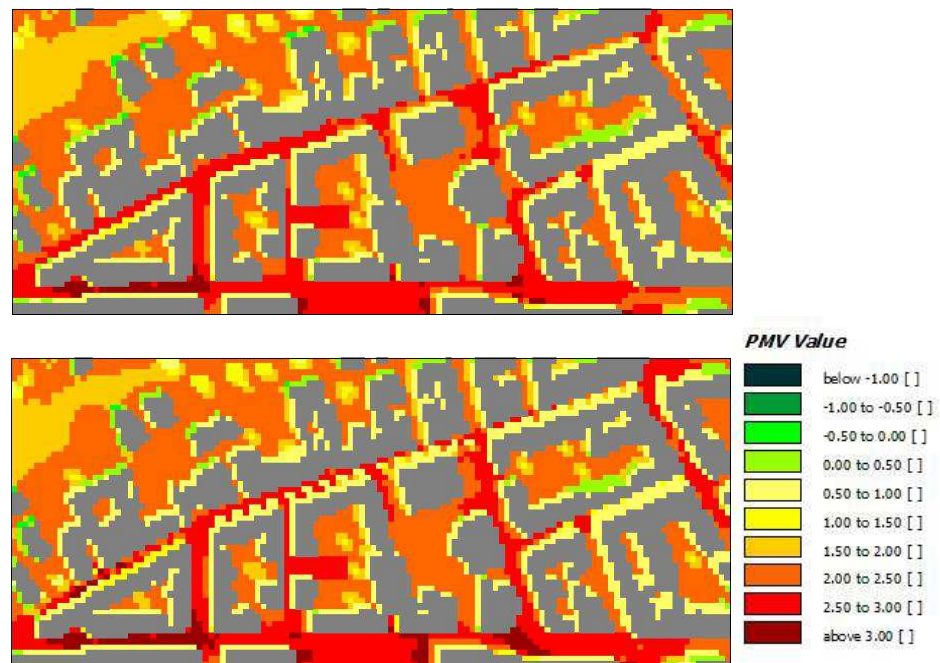 PMV Value
below -1.00 [ ]
-1.00 to -0.50 [ ]
-0.50 to 0.00 [ ]
0.00 to 0.50 [ ]
0.50 to 1.00 [ ]
1.00 to 1.50 [ ]
1.50 to 2.00 [ ]
2.00 to 2.50 [ ]
2.50 to 3.00 [ ]
above 3.00 [ ]